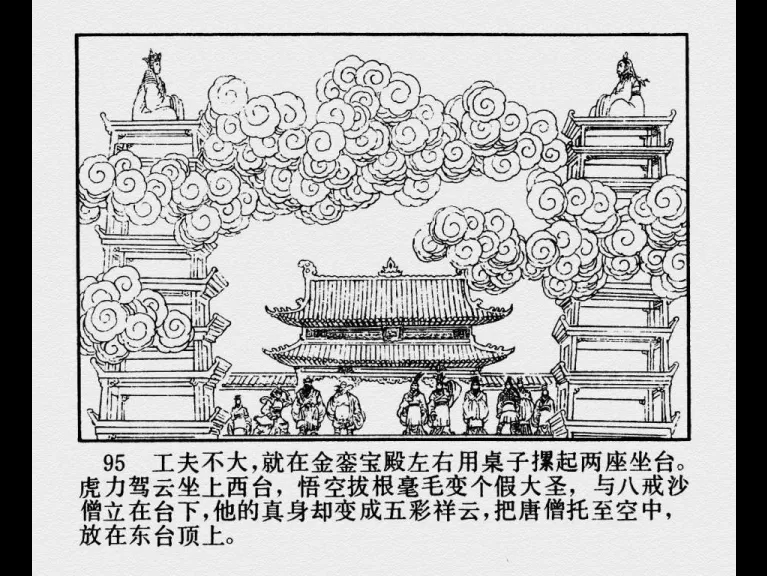 95 工夫不大，就在金銮宝殿左右用桌子摞起两座坐台。
虎力驾云坐上西台，悟空拔根毫毛变个假大圣，与八戒沙
僧立在台下，他的真身却变成五彩祥云，把唐僧托至空中，
放在东台顶上。